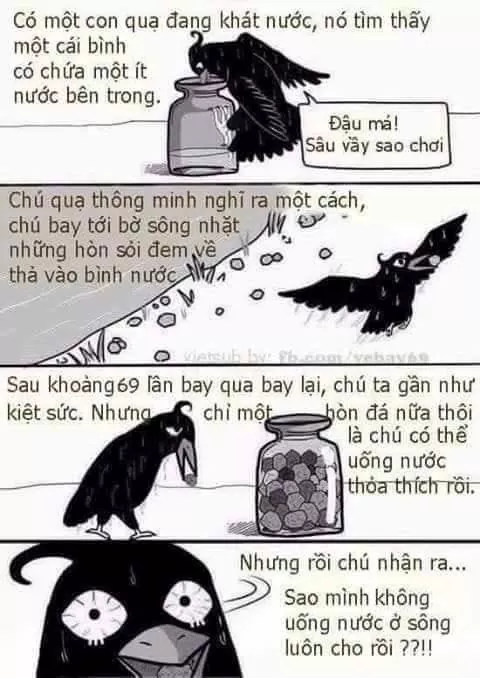 Có một con quạ đang khát nước, nó tìm thấy
một cái bình
có chứa một ít
nước bên trong.
Đậu má!
Sâu vầy sao chơi
Chú quạ thông minh nghĩ ra một cách,
chú bay tới bờ sông nhặt
những hòn sỏi đem về
thả vào bình nước
vietsub by: fb.com/vebay69
Sau khoảng69 lần bay qua bay lại, chú ta gần như
kiệt sức. Nhưng chỉ một hòn đá nữa thôi
là chú có thể
uống nước
thỏa thích rồi.
Nhưng rồi chú nhận ra...
Sao mình không
uống nước ở sông
luôn cho rồi ??!!